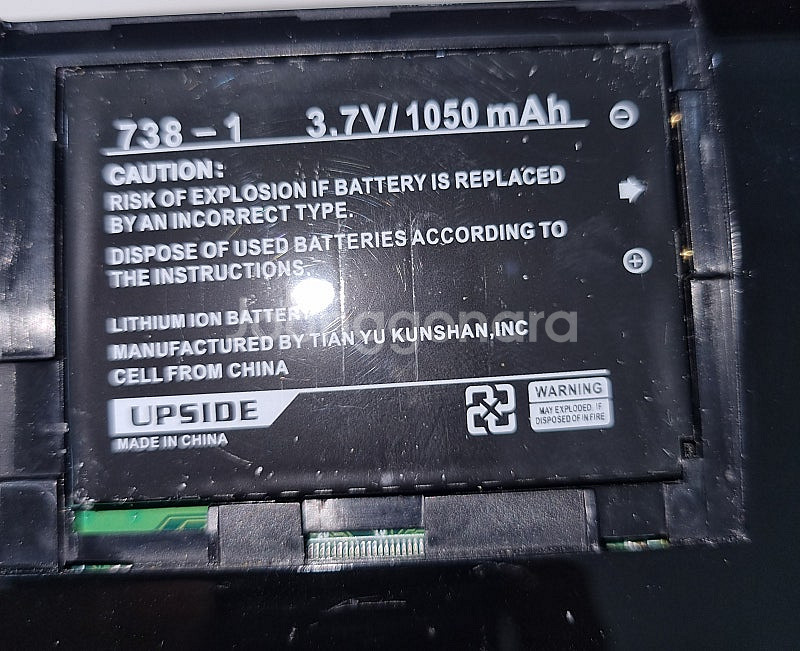 738-1 3.7V/1050 mAh
CAUTION:
RISK OF EXPLOSION IF BATTERY IS REPLACED
BY AN INCORRECT TYPE.
DISPOSE OF USED BATTERIES ACCORDING TO
THE INSTRUCTIONS.
LITHIUM ION BATTERY
MANUFACTURED BY TIAN YU KUNSHAN,INC
CELL FROM CHINA
UPSIDE
MADE IN CHINA
WARNING
MAY EXPLODED IF
DISPOSED OF IN FIRE